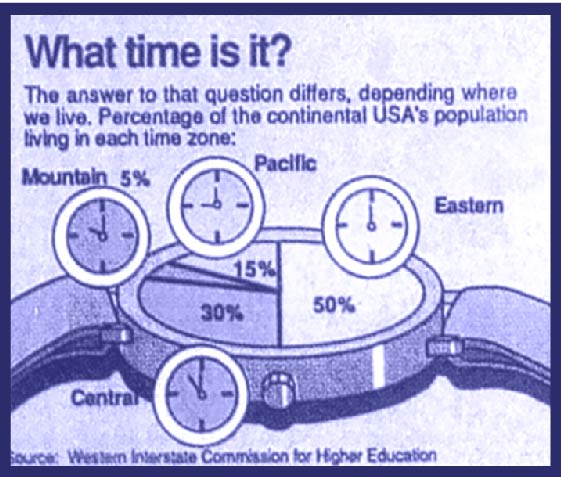 What time is it?
The answer to that question differs, depending where
we live. Percentage of the continental USA's population
living in each time zone:
Pacific
Mountain 5%
Eastern
15%
30%
50%
Central
Source: Western Interstate Commission for Higher Education